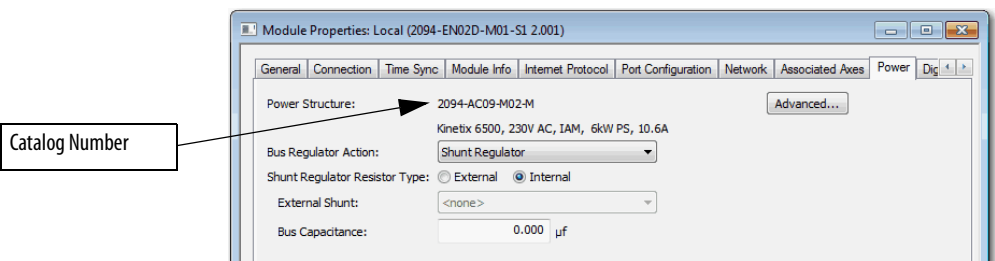 Module Properties: Local (2094-EN02D-M01-S1 2.001)
General Connection Time Sync Module Info Internet Protocol Port Configuration Network Associated Axes Power Dig
Power Structure: 2094-AC09-M02-M Advanced...
Kinetix 6500, 230V AC, IAM, 6kW PS, 10.6A
Catalog Number
Bus Regulator Action: Shunt Regulator
Shunt Regulator Resistor Type: External Internal
External Shunt: <none>
Bus Capacitance: 0.000 µf